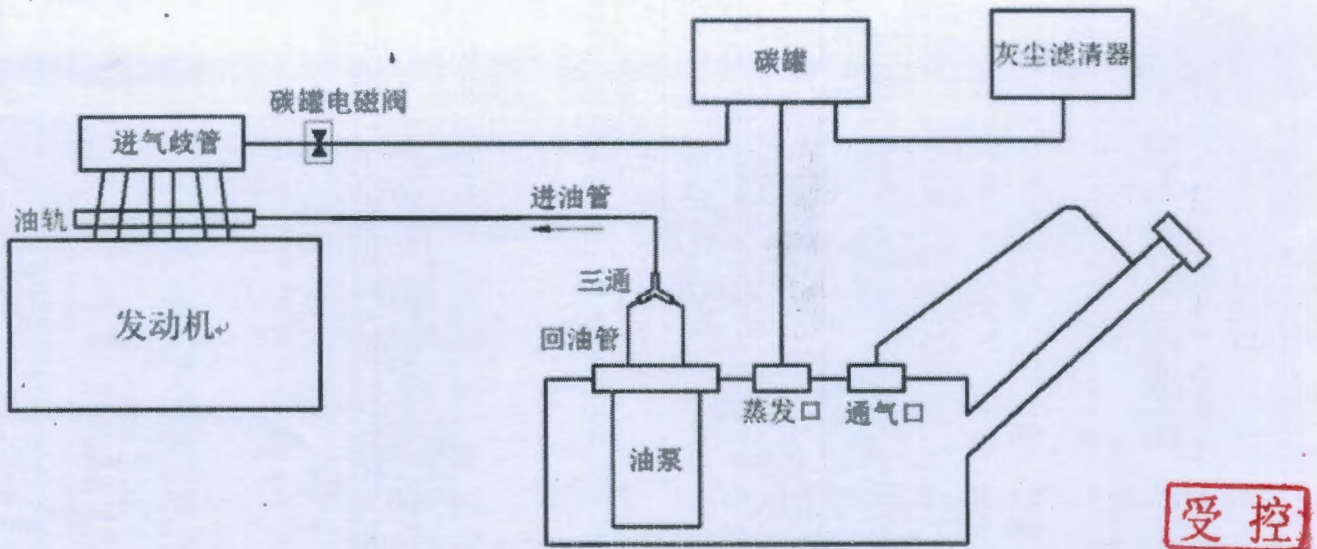 碳罐
灰尘滤清器
碳罐电磁阀
进气歧管
进油管
油轨
三通
发动机
回油管
蒸发口
通气口
油泵
受控